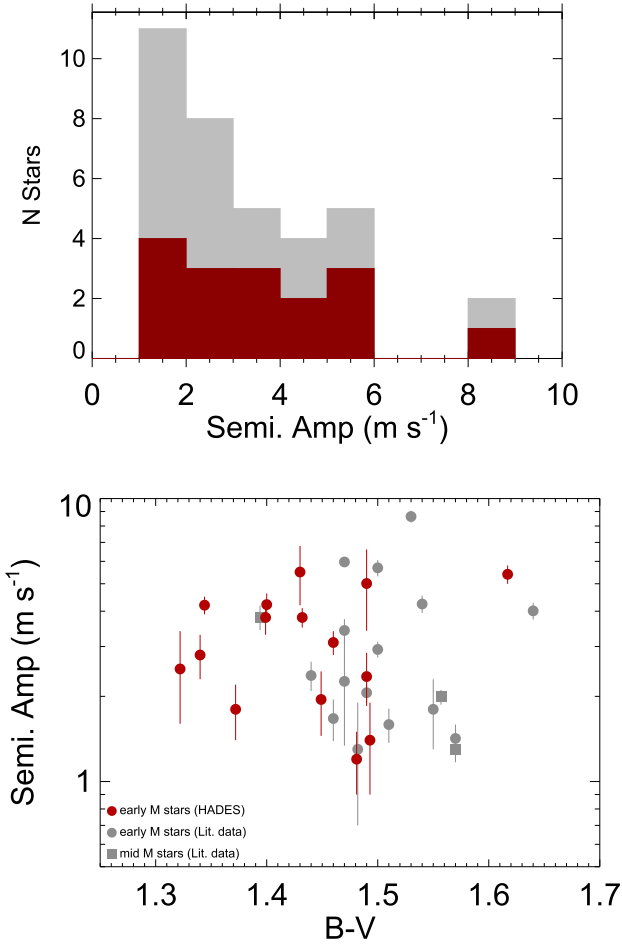 10
8
6
4
2
0
N Stars
0 2 4 6 8 10
Semi. Amp (m s-1)
10
1
Semi. Amp (m s-1)
early M stars (HADES)
early M stars (Lit. data)
mid M stars (Lit. data)
1.3 1.4 1.5 1.6 1.7
B-V